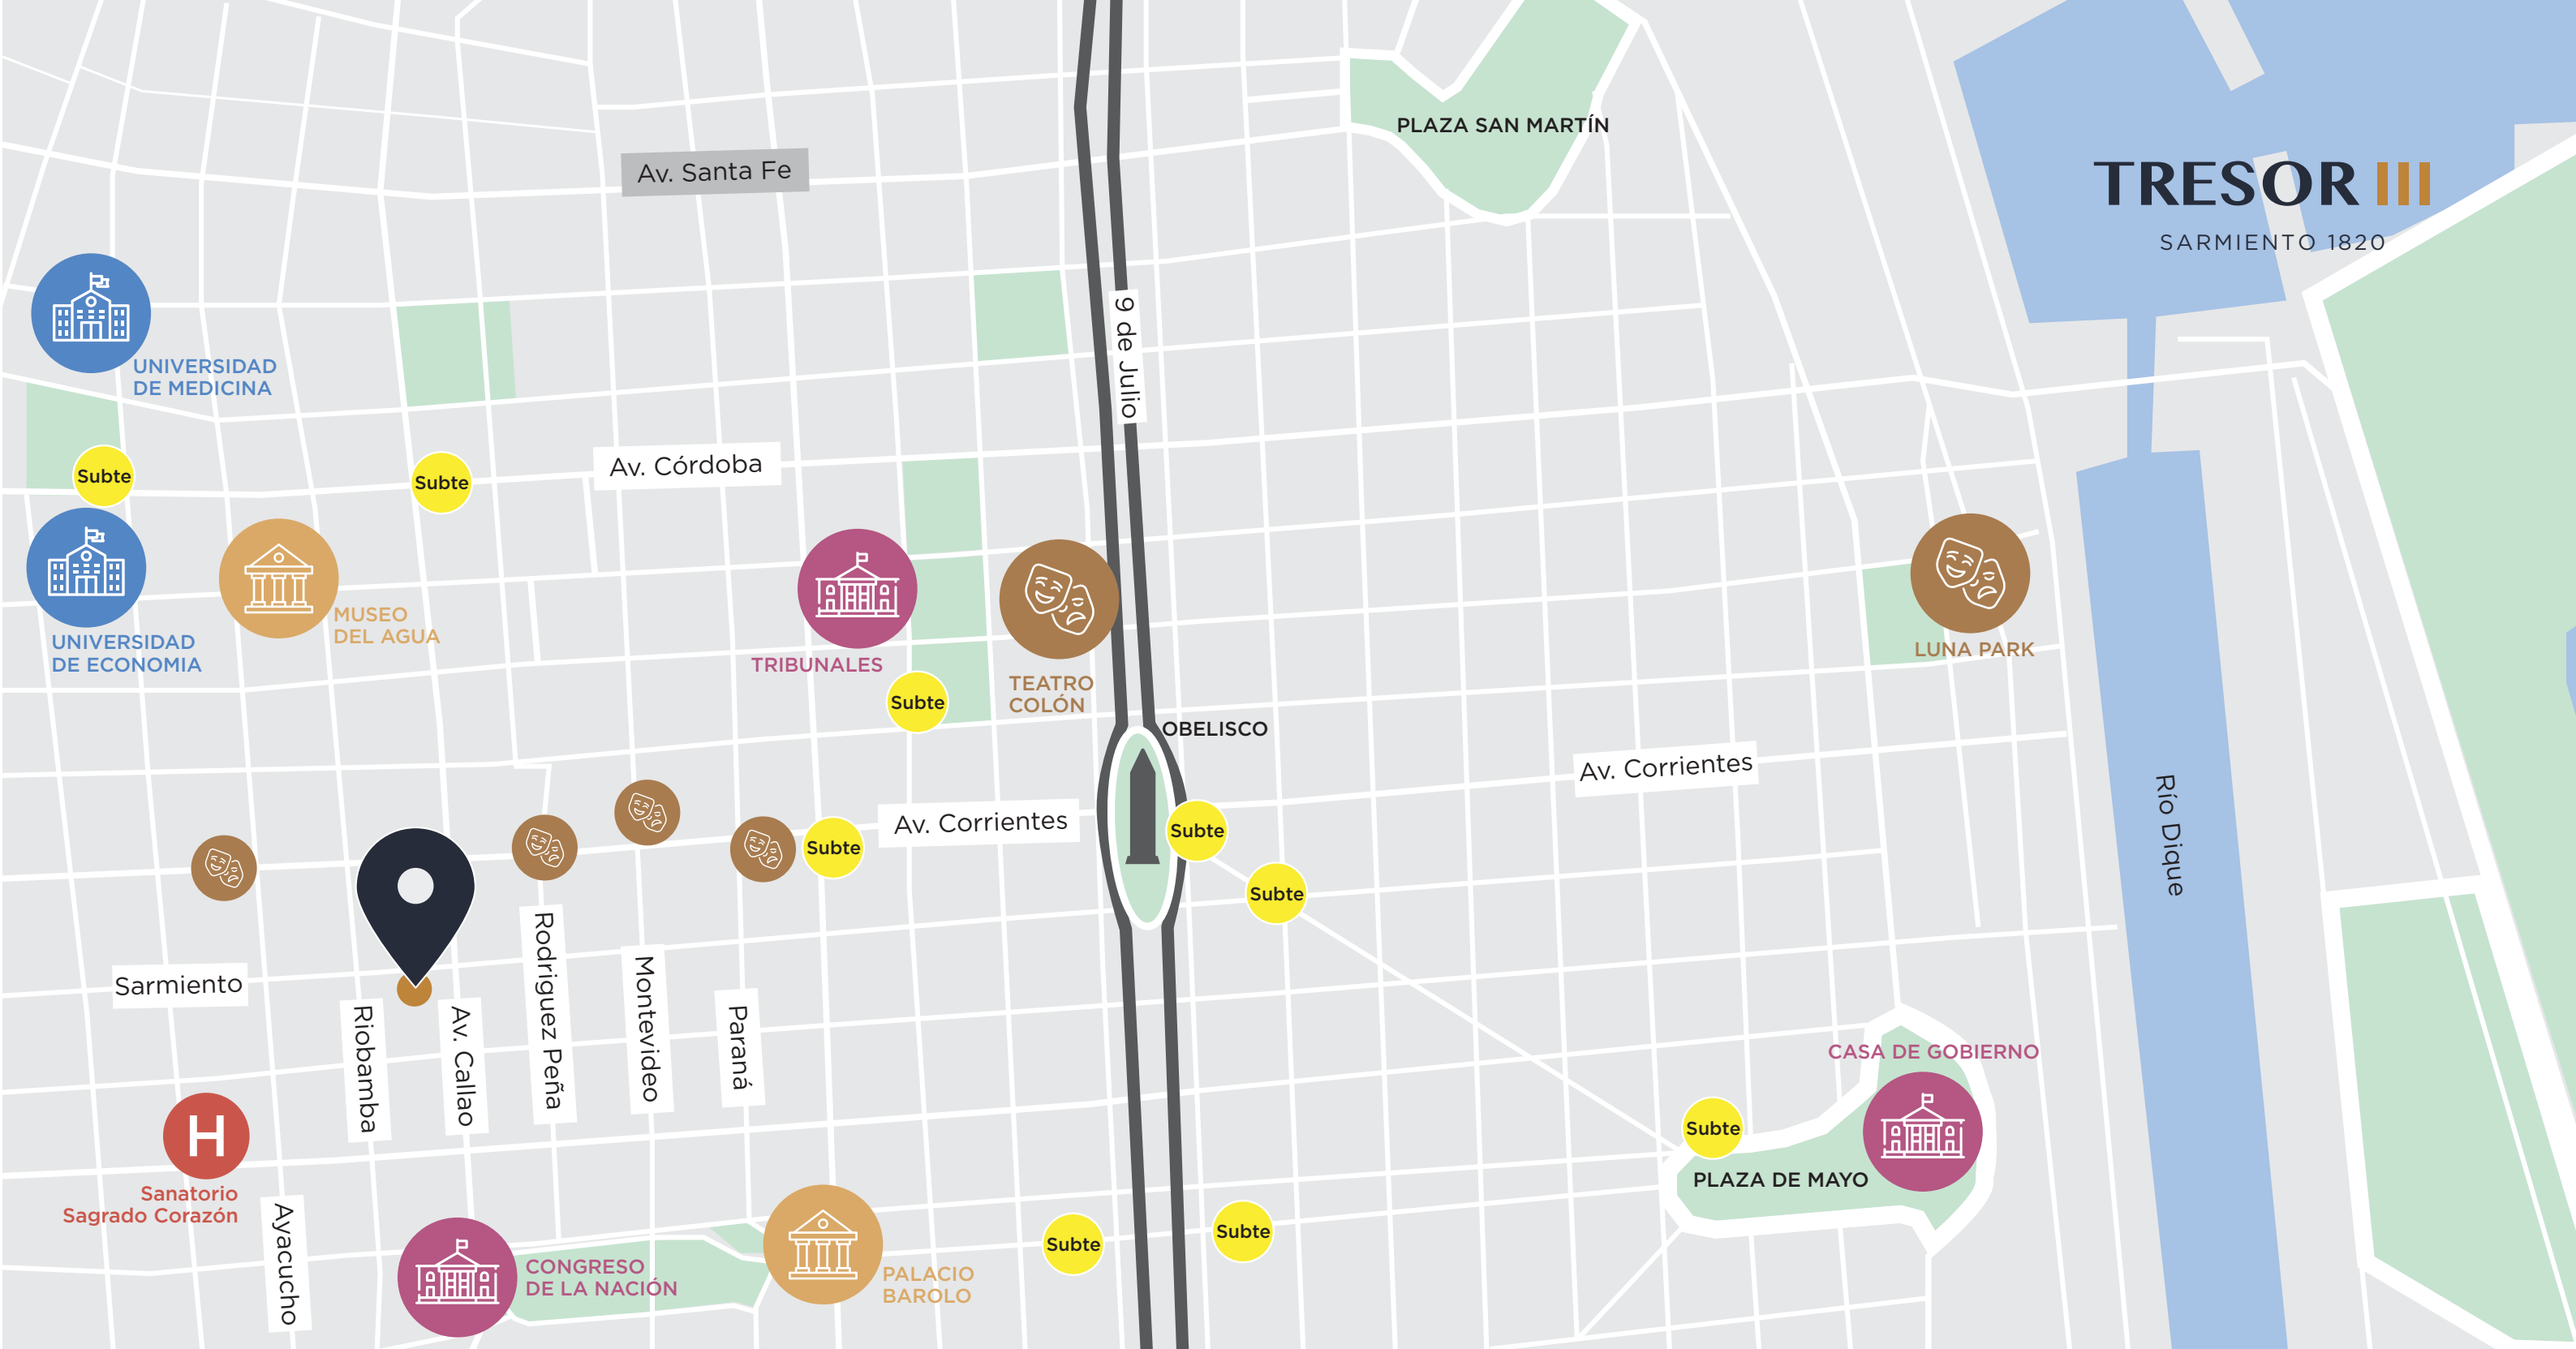 PLAZA SAN MARTÍN
Av. Santa Fe
TRESOR III
SARMIENTO 1820
9 de Julio
UNIVERSIDAD
DE MEDICINA
Av. Córdoba
Subte
Subte
UNIVERSIDAD
DE ECONOMIA
MUSEO
DEL AGUA
TRIBUNALES
Subte
TEATRO
COLÓN
LUNA PARK
OBELISCO
Av. Corrientes
Av. Corrientes
Subte
Subte
Subte
Río Dique
Sarmiento
Riobamba
Av. Callao
Rodriguez Peña
Montevideo
Paraná
CASA DE GOBIERNO
H
Sanatorio
Sagrado Corazón
Subte
PLAZA DE MAYO
Ayacucho
CONGRESO
DE LA NACIÓN
PALACIO
BAROLO
Subte
Subte